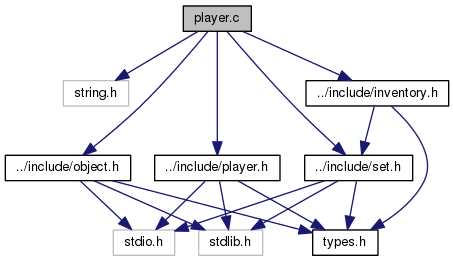 player.c
string.h
../include/inventory.h
../include/object.h
../include/player.h
../include/set.h
stdio.h
stdlib.h
types.h